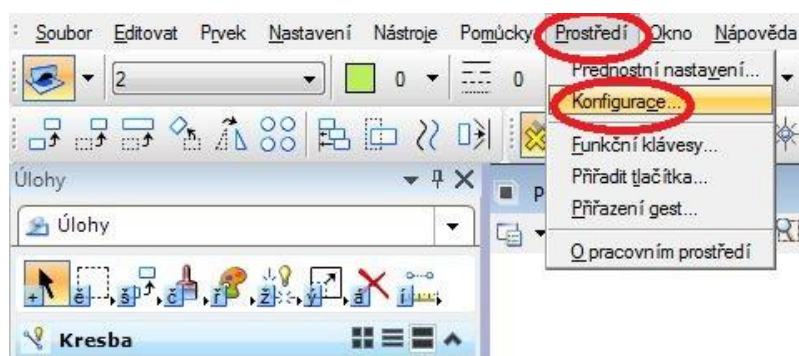 Soubor Editovat Prvek Nastavení Nástroje Pomůcky Prostředí Okno Nápověda
2 0 0
Přednostní nastavení...
Konfigurace...
Funkční klávesy...
Přiřadit tlačítka...
Přiřazení gest...
O pracovním prostředí
Úlohy
P
Úlohy
ě š č ř ž ý á í
Kresba